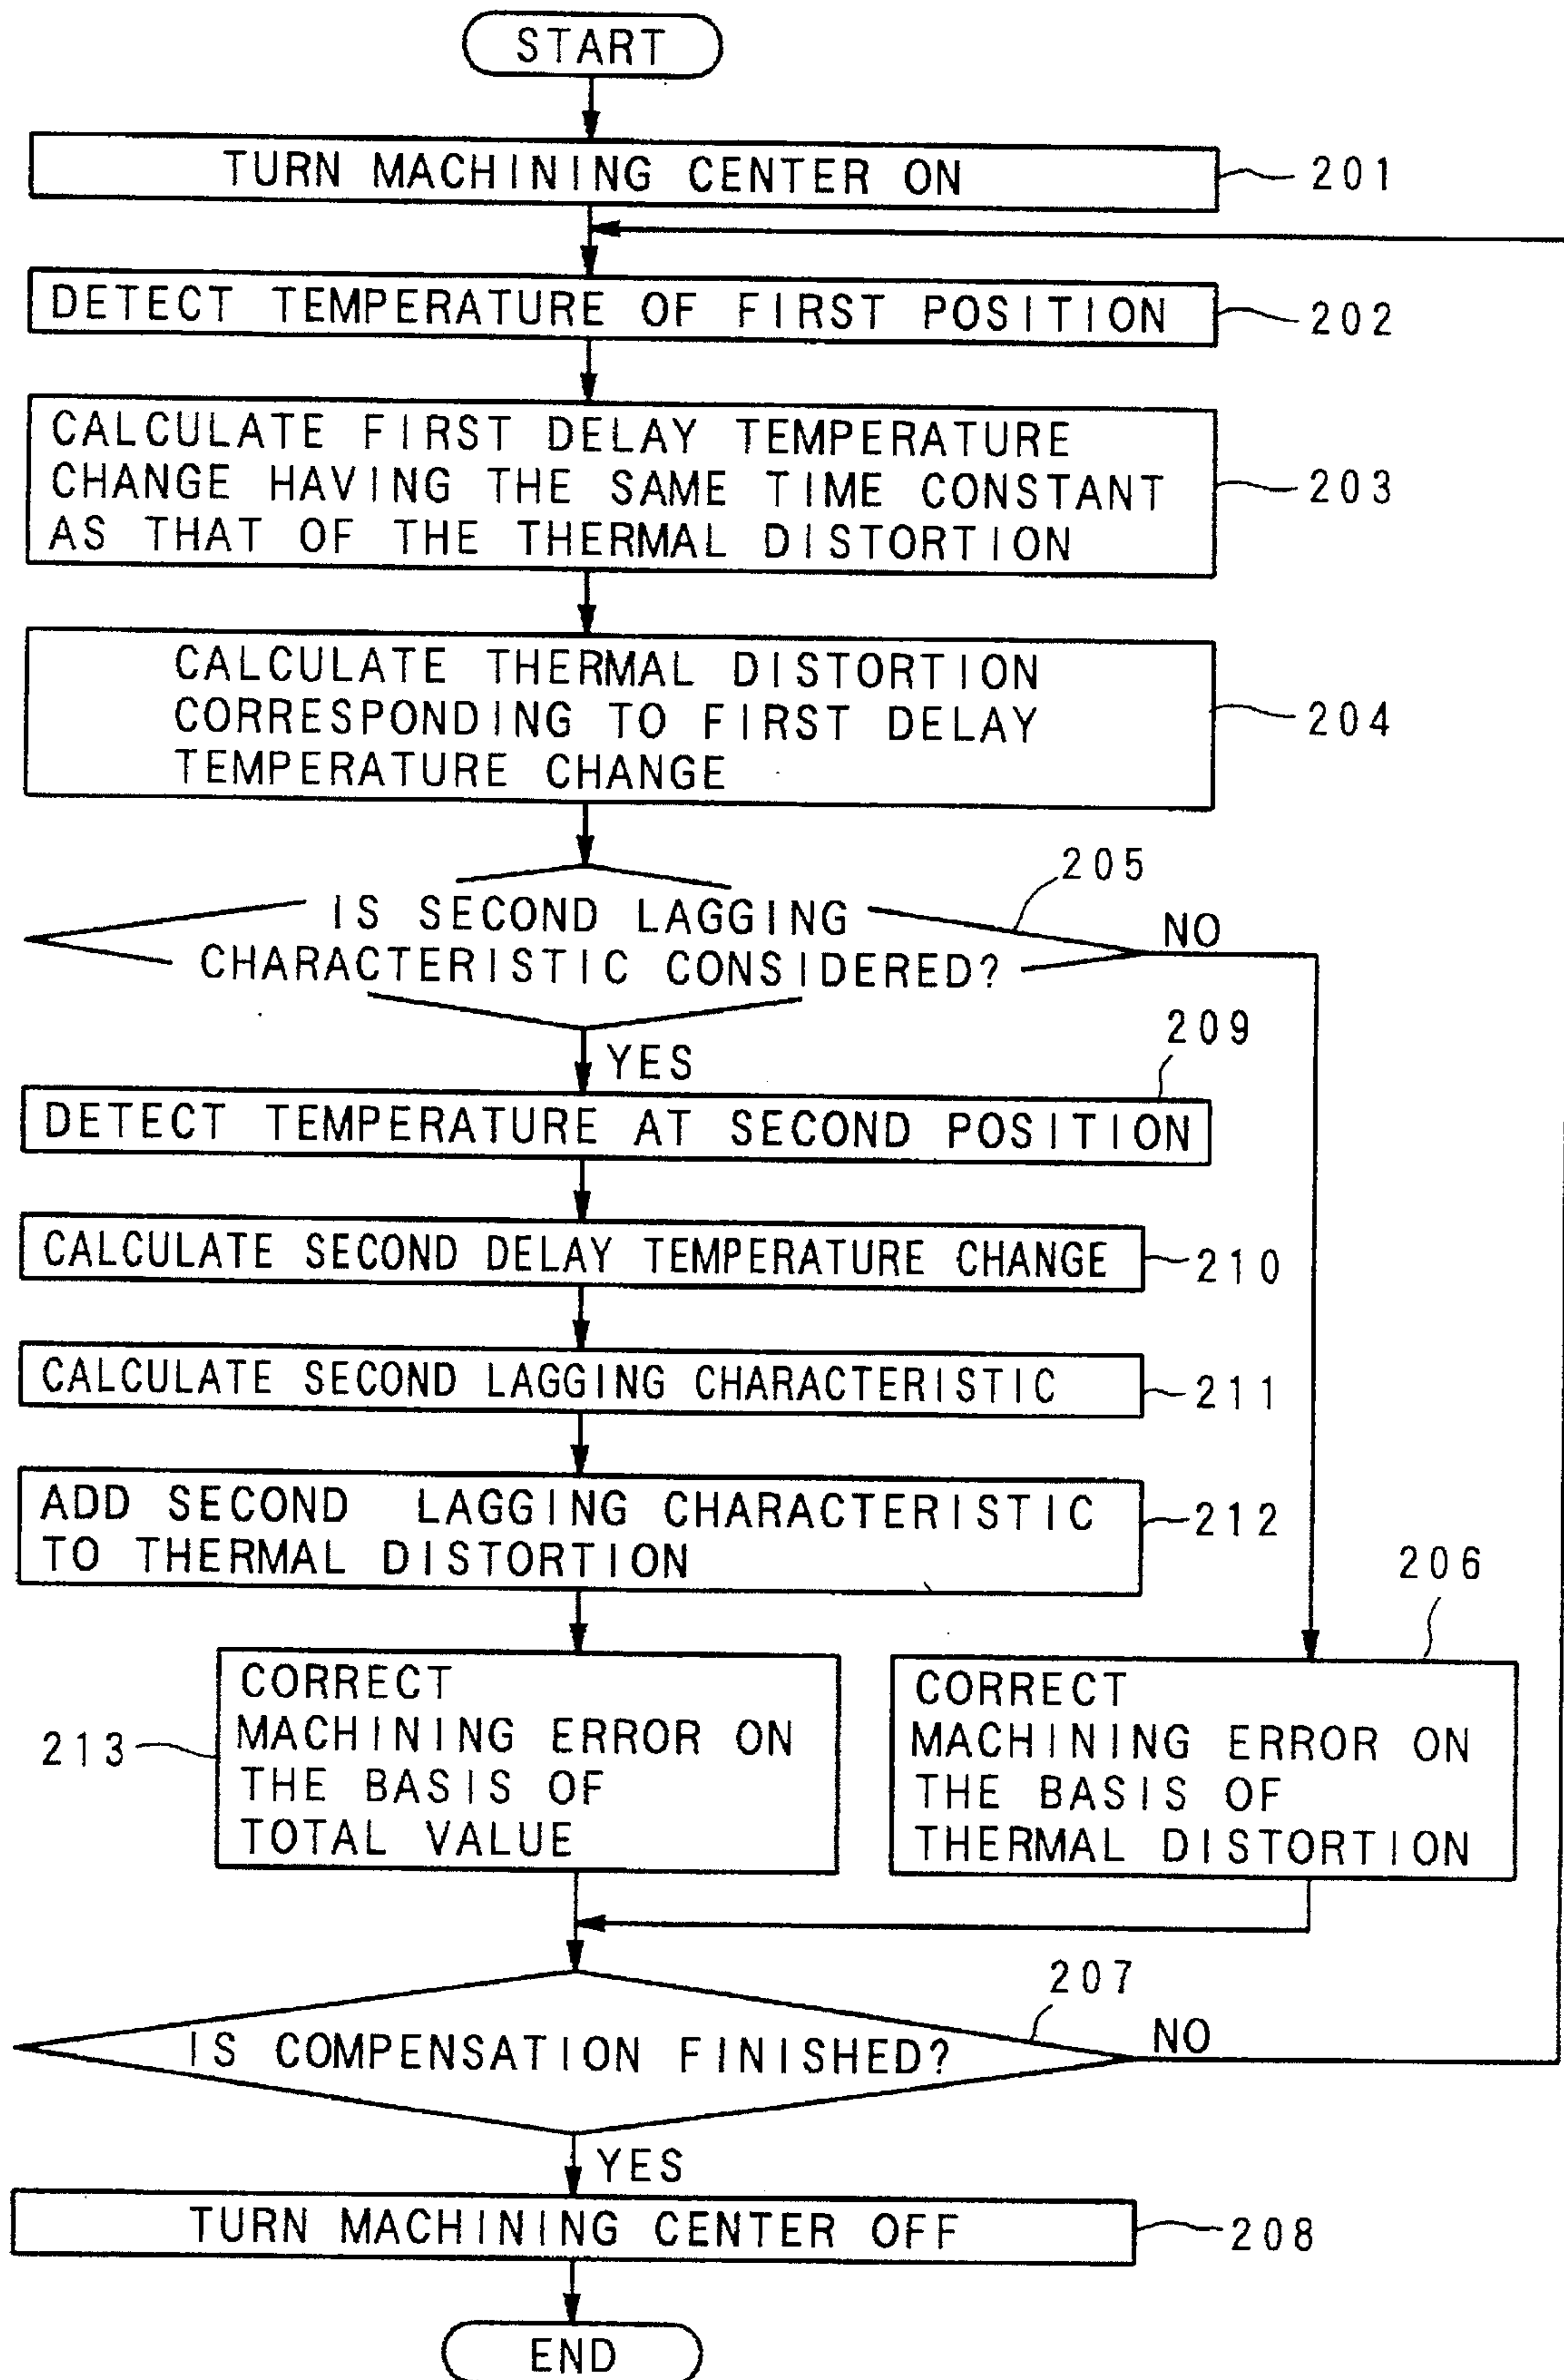 START
TURN MACHINING CENTER ON
201
DETECT TEMPERATURE OF FIRST POSITION
202
CALCULATE FIRST DELAY TEMPERATURE
CHANGE HAVING THE SAME TIME CONSTANT
AS THAT OF THE THERMAL DISTORTION
203
CALCULATE THERMAL DISTORTION
CORRESPONDING TO FIRST DELAY
TEMPERATURE CHANGE
204
205
IS SECOND LAGGING
CHARACTERISTIC CONSIDERED?
NO
YES
209
DETECT TEMPERATURE AT SECOND POSITION
CALCULATE SECOND DELAY TEMPERATURE CHANGE
210
CALCULATE SECOND LAGGING CHARACTERISTIC
211
ADD SECOND LAGGING CHARACTERISTIC
TO THERMAL DISTORTION
212
213
CORRECT
MACHINING ERROR ON
THE BASIS OF
TOTAL VALUE
206
CORRECT
MACHINING ERROR ON
THE BASIS OF
THERMAL DISTORTION
207
IS COMPENSATION FINISHED?
NO
YES
TURN MACHINING CENTER OFF
208
END